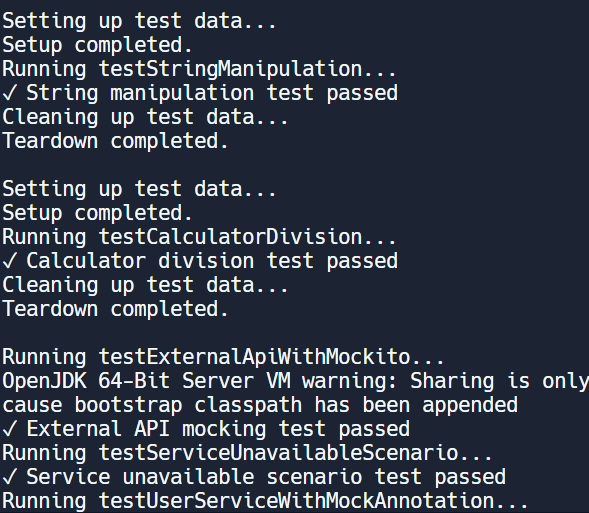 Setting up test data...
Setup completed.
Running testStringManipulation...
✓ String manipulation test passed
Cleaning up test data...
Teardown completed.
Setting up test data...
Setup completed.
Running testCalculatorDivision...
✓ Calculator division test passed
Cleaning up test data...
Teardown completed.
Running testExternalApiWithMockito...
OpenJDK 64-Bit Server VM warning: Sharing is only
cause bootstrap classpath has been appended
✓ External API mocking test passed
Running testServiceUnavailableScenario...
✓ Service unavailable scenario test passed
Running testUserServiceWithMockAnnotation...